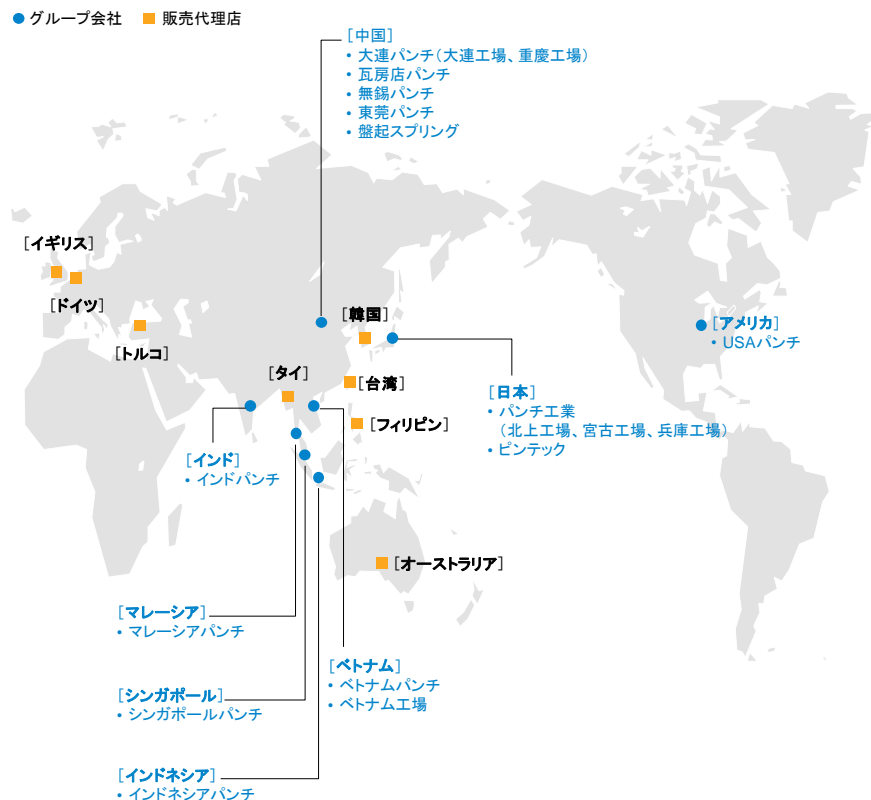 グループ会社 販売代理店
[中国]
・大連パンチ(大連工場、重慶工場)
・瓦房店パンチ
・無錫パンチ
・東莞パンチ
・盤起スプリング
[イギリス]
[ドイツ]
[トルコ]
[韓国]
[アメリカ]
・USAパンチ
[タイ]
[台湾]
[日本]
・パンチ工業
(北上工場、宮古工場、兵庫工場)
・ピンテック
[フィリピン]
[インド]
・インドパンチ
[オーストラリア]
[マレーシア]
・マレーシアパンチ
[ベトナム]
・ベトナムパンチ
・ベトナム工場
[シンガポール]
・シンガポールパンチ
[インドネシア]
・インドネシアパンチ